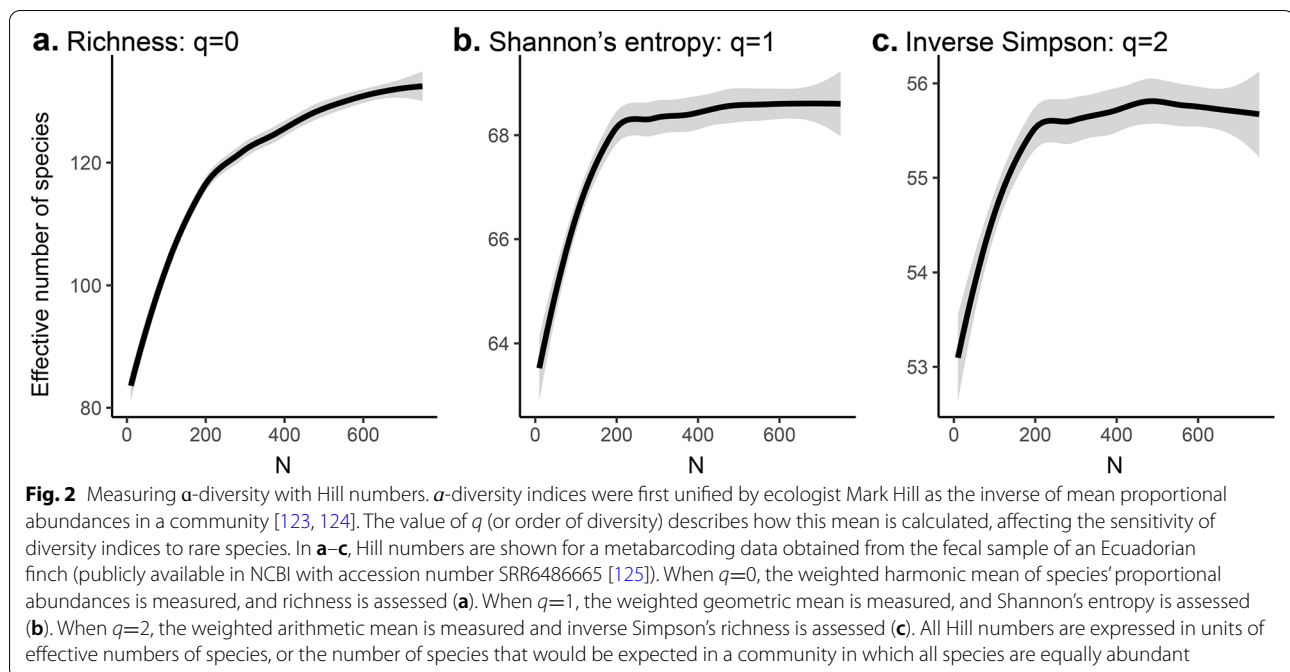 a. Richness: q=0
b. Shannon's entropy: q=1
c. Inverse Simpson: q=2
Effective number of species
120
100
80
0
200
400
600
N
68
66
64
0
200
400
600
N
56
55
54
53
0
200
400
600
N
Fig. 2 Measuring α-diversity with Hill numbers. a-diversity indices were first unified by ecologist Mark Hill as the inverse of mean proportional
abundances in a community [123, 124]. The value of q (or order of diversity) describes how this mean is calculated, affecting the sensitivity of
diversity indices to rare species. In a–c, Hill numbers are shown for a metabarcoding data obtained from the fecal sample of an Ecuadorian
finch (publicly available in NCBI with accession number SRR6486665 [125]). When q=0, the weighted harmonic mean of species' proportional
abundances is measured, and richness is assessed (a). When q=1, the weighted geometric mean is measured, and Shannon's entropy is assessed
(b). When q=2, the weighted arithmetic mean is measured and inverse Simpson's richness is assessed (c). All Hill numbers are expressed in units of
effective numbers of species, or the number of species that would be expected in a community in which all species are equally abundant